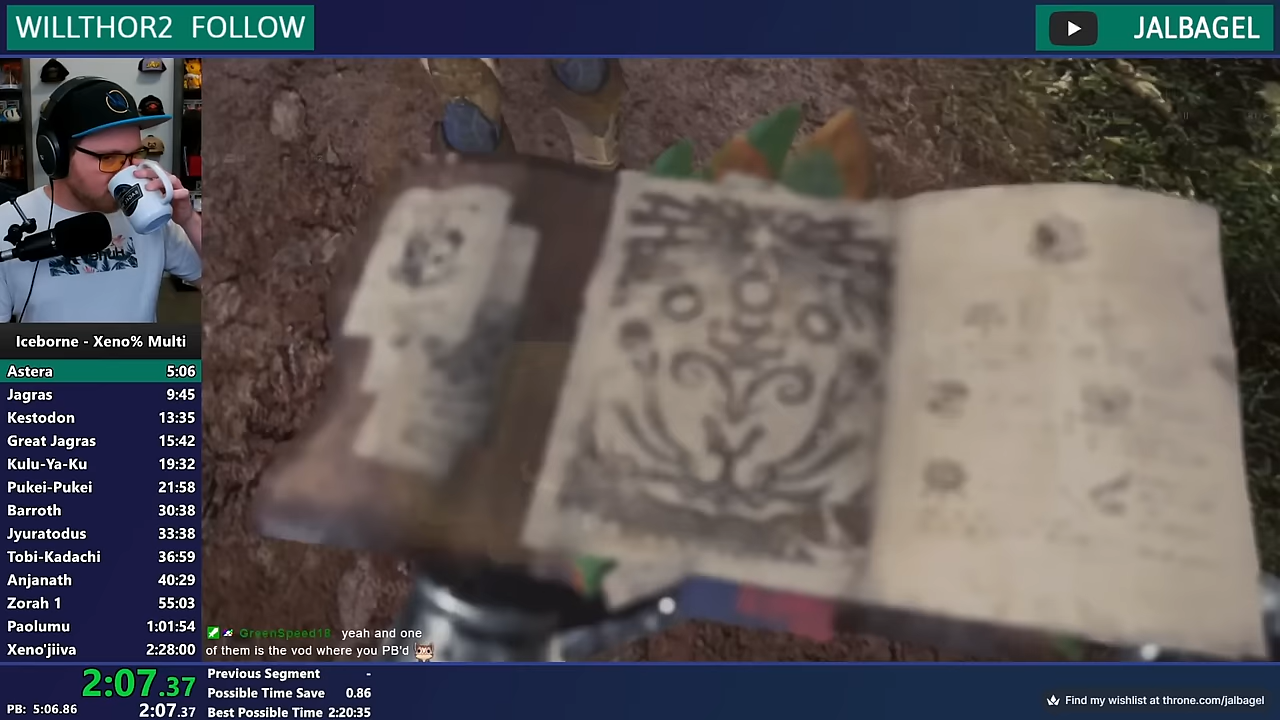 WILLTHOR2 FOLLOW
JALBAGEL
Iceborne - Xeno% Multi
Astera 5:06
Jagras 9:45
Kestodon 13:35
Great Jagras 15:42
Kulu-Ya-Ku 19:32
Pukei-Pukei 21:58
Barroth 30:38
Jyuratodus 33:38
Tobi-Kadachi 36:59
Anjanath 40:29
Zorah 1 55:03
Paolumu 1:01:54
Xeno'jiiva 2:28:00
GreenSpeed18 yeah and one
of them is the vod where you PB'd
2:07.37
PB: 5:06.86 2:07.37
Previous Segment -
Possible Time Save 0.86
Best Possible Time 2:20:35
Find my wishlist at throne.com/jalbagel